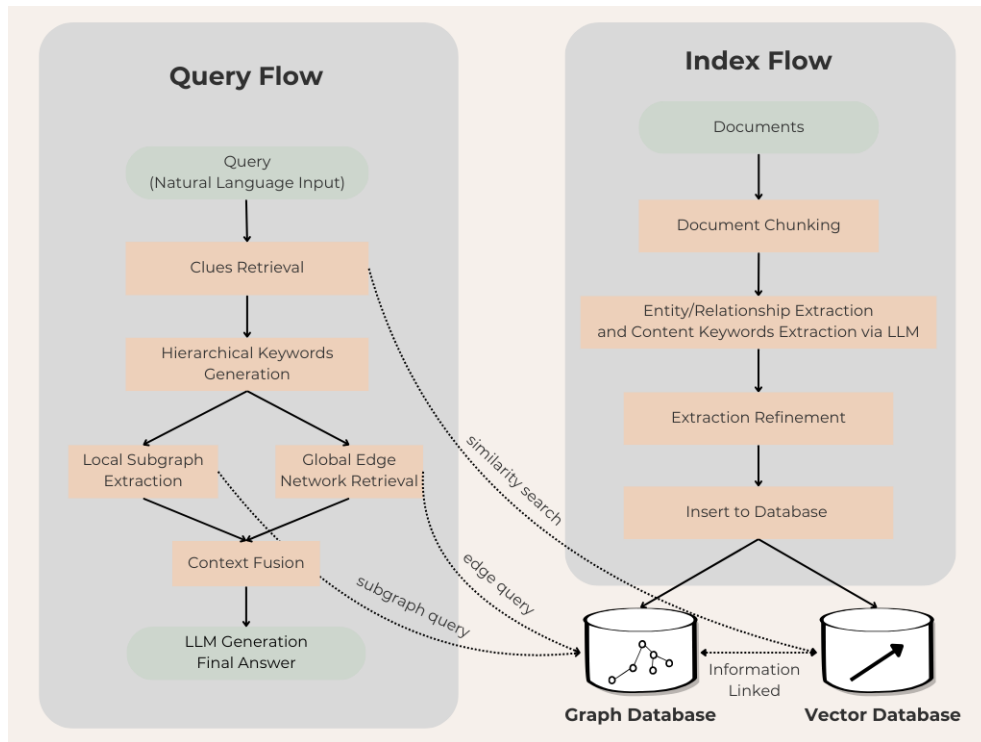 Query Flow
Query
(Natural Language Input)
Clues Retrieval
Hierarchical Keywords
Generation
Local Subgraph
Extraction
Global Edge
Network Retrieval
Context Fusion
LLM Generation
Final Answer
similarity search
edge query
subgraph query
Index Flow
Documents
Document Chunking
Entity/Relationship Extraction
and Content Keywords Extraction via LLM
Extraction Refinement
Insert to Database
Information
Linked
Graph Database
Vector Database